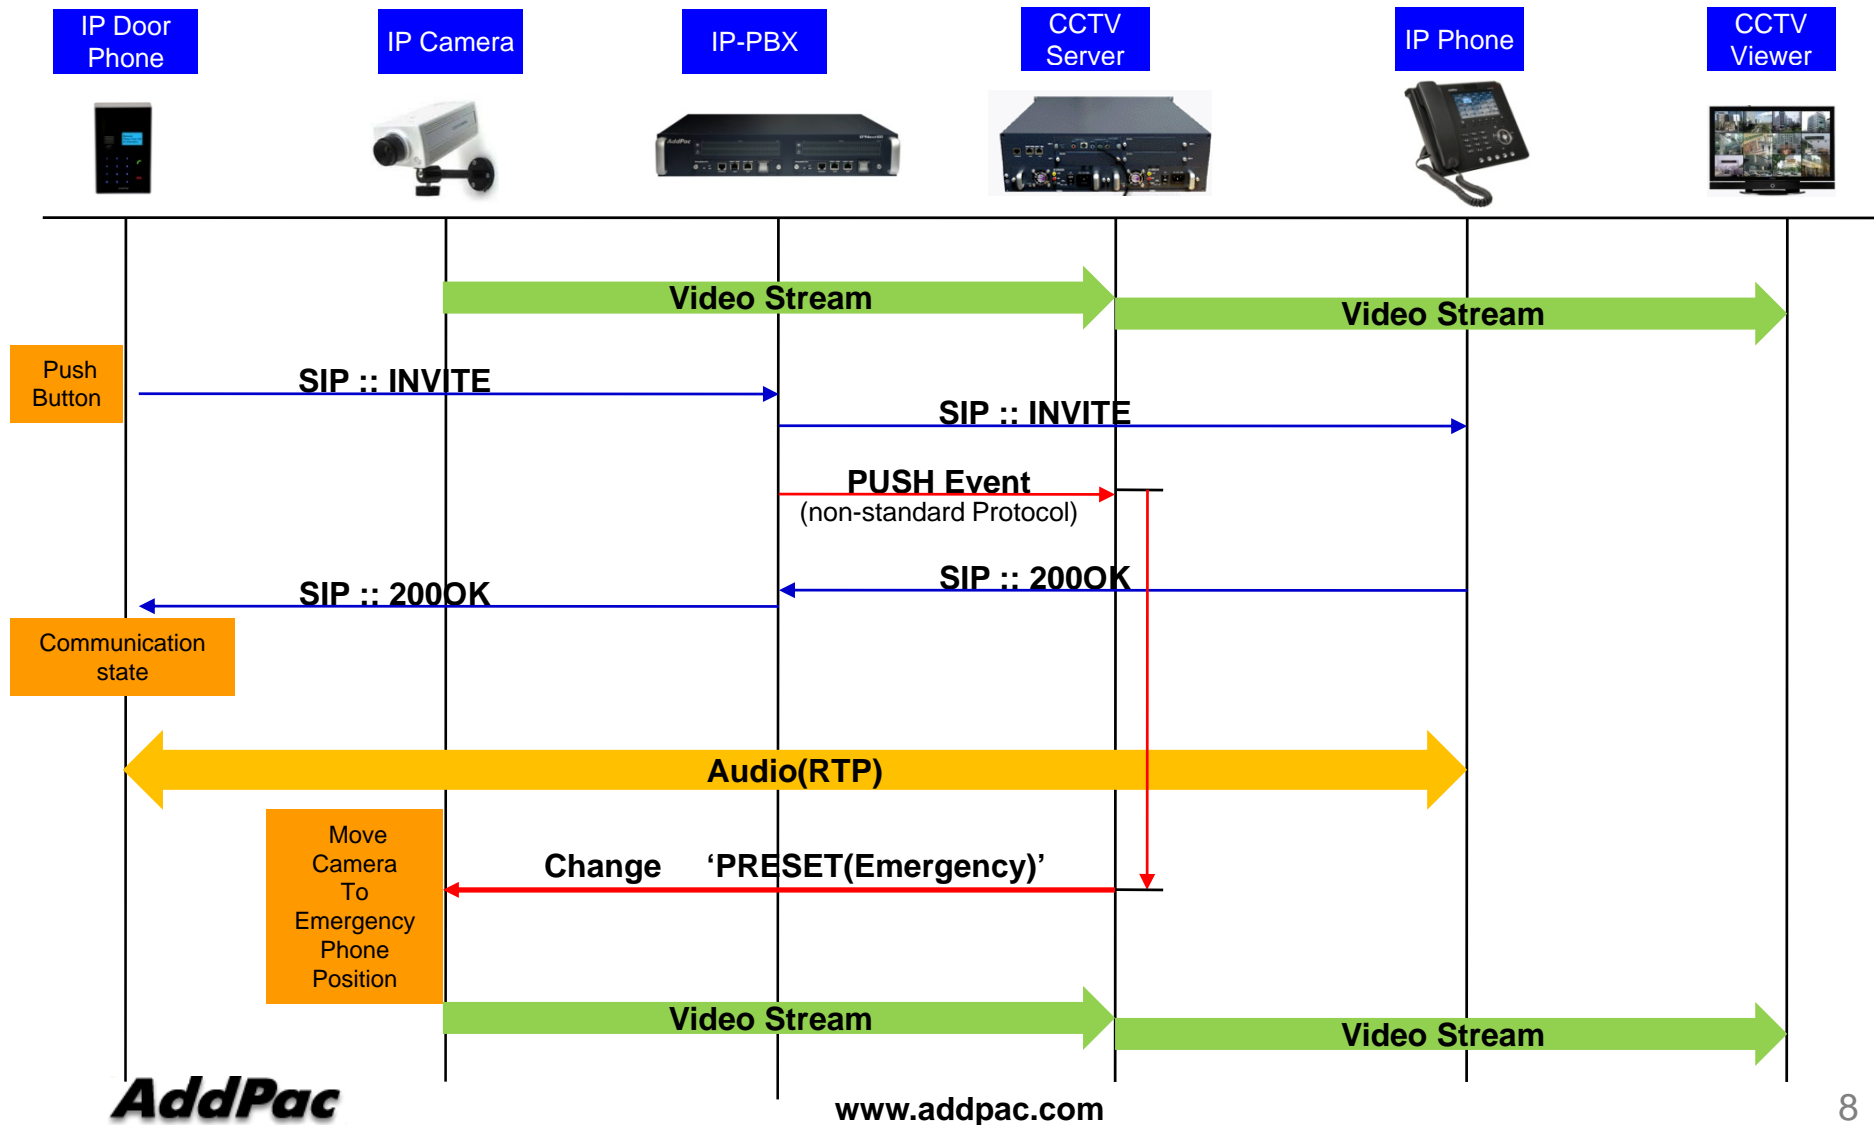 IP Door
Phone
IP Camera
IP-PBX
CCTV
Server
IP Phone
CCTV
Viewer
AddPac
Video Stream
Video Stream
Push
Button
SIP :: INVITE
SIP :: INVITE
PUSH Event
(non-standard Protocol)
SIP :: 200OK
SIP :: 200OK
Communication
state
Audio(RTP)
Move
Camera
To
Emergency
Phone
Position
Change ‘PRESET(Emergency)’
Video Stream
Video Stream
AddPac
www.addpac.com
8